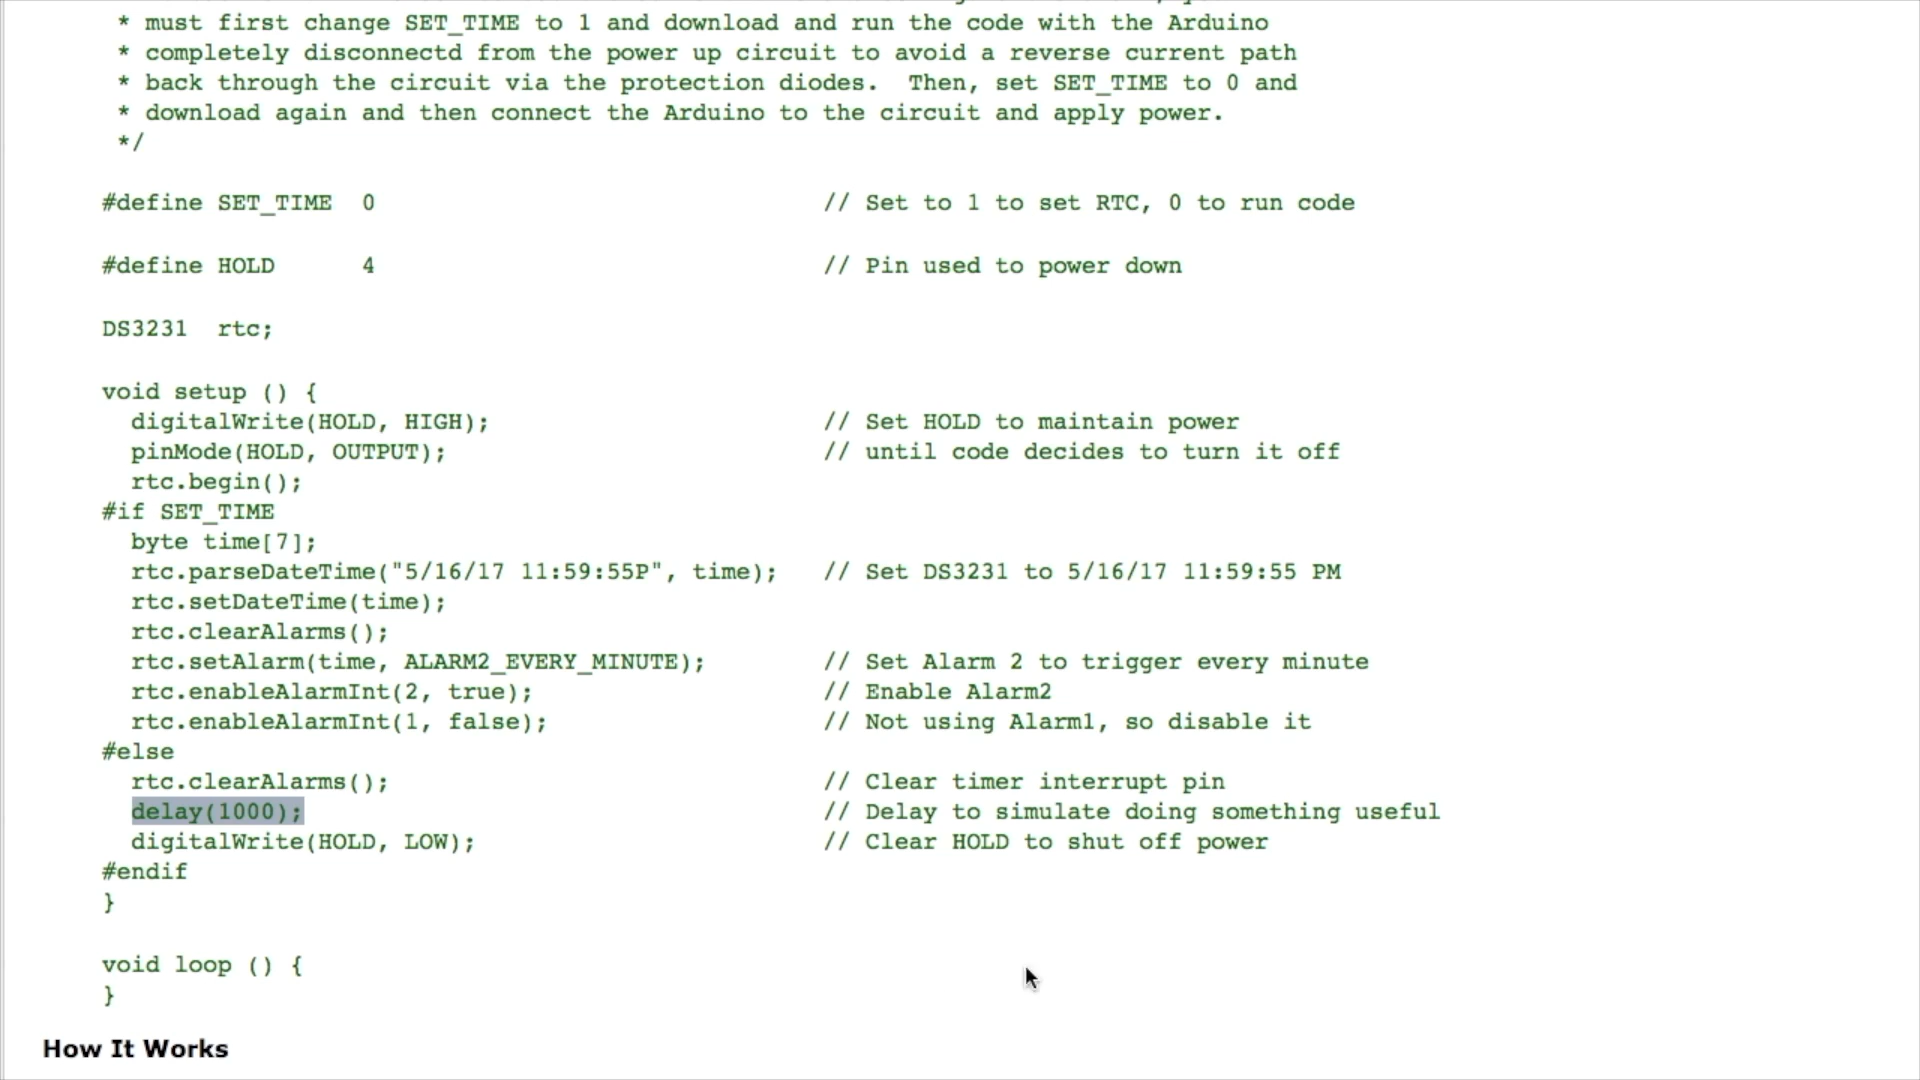 * must first change SET_TIME to 1 and download and run the code with the Arduino
* completely disconnectd from the power up circuit to avoid a reverse current path
* back through the circuit via the protection diodes.  Then, set SET_TIME to 0 and
* download again and then connect the Arduino to the circuit and apply power.
*/
#define SET_TIME  0 // Set to 1 to set RTC, 0 to run code
#define HOLD      4 // Pin used to power down
DS3231  rtc;
void setup () {
digitalWrite(HOLD, HIGH); // Set HOLD to maintain power
pinMode(HOLD, OUTPUT); // until code decides to turn it off
rtc.begin();
#if SET_TIME
byte time[7];
rtc.parseDateTime("5/16/17 11:59:55P", time); // Set DS3231 to 5/16/17 11:59:55 PM
rtc.setDateTime(time);
rtc.clearAlarms();
rtc.setAlarm(time, ALARM2_EVERY_MINUTE); // Set Alarm 2 to trigger every minute
rtc.enableAlarmInt(2, true); // Enable Alarm2
rtc.enableAlarmInt(1, false); // Not using Alarm1, so disable it
#else
rtc.clearAlarms(); // Clear timer interrupt pin
delay(1000); // Delay to simulate doing something useful
digitalWrite(HOLD, LOW); // Clear HOLD to shut off power
#endif
}
void loop () {
}
How It Works